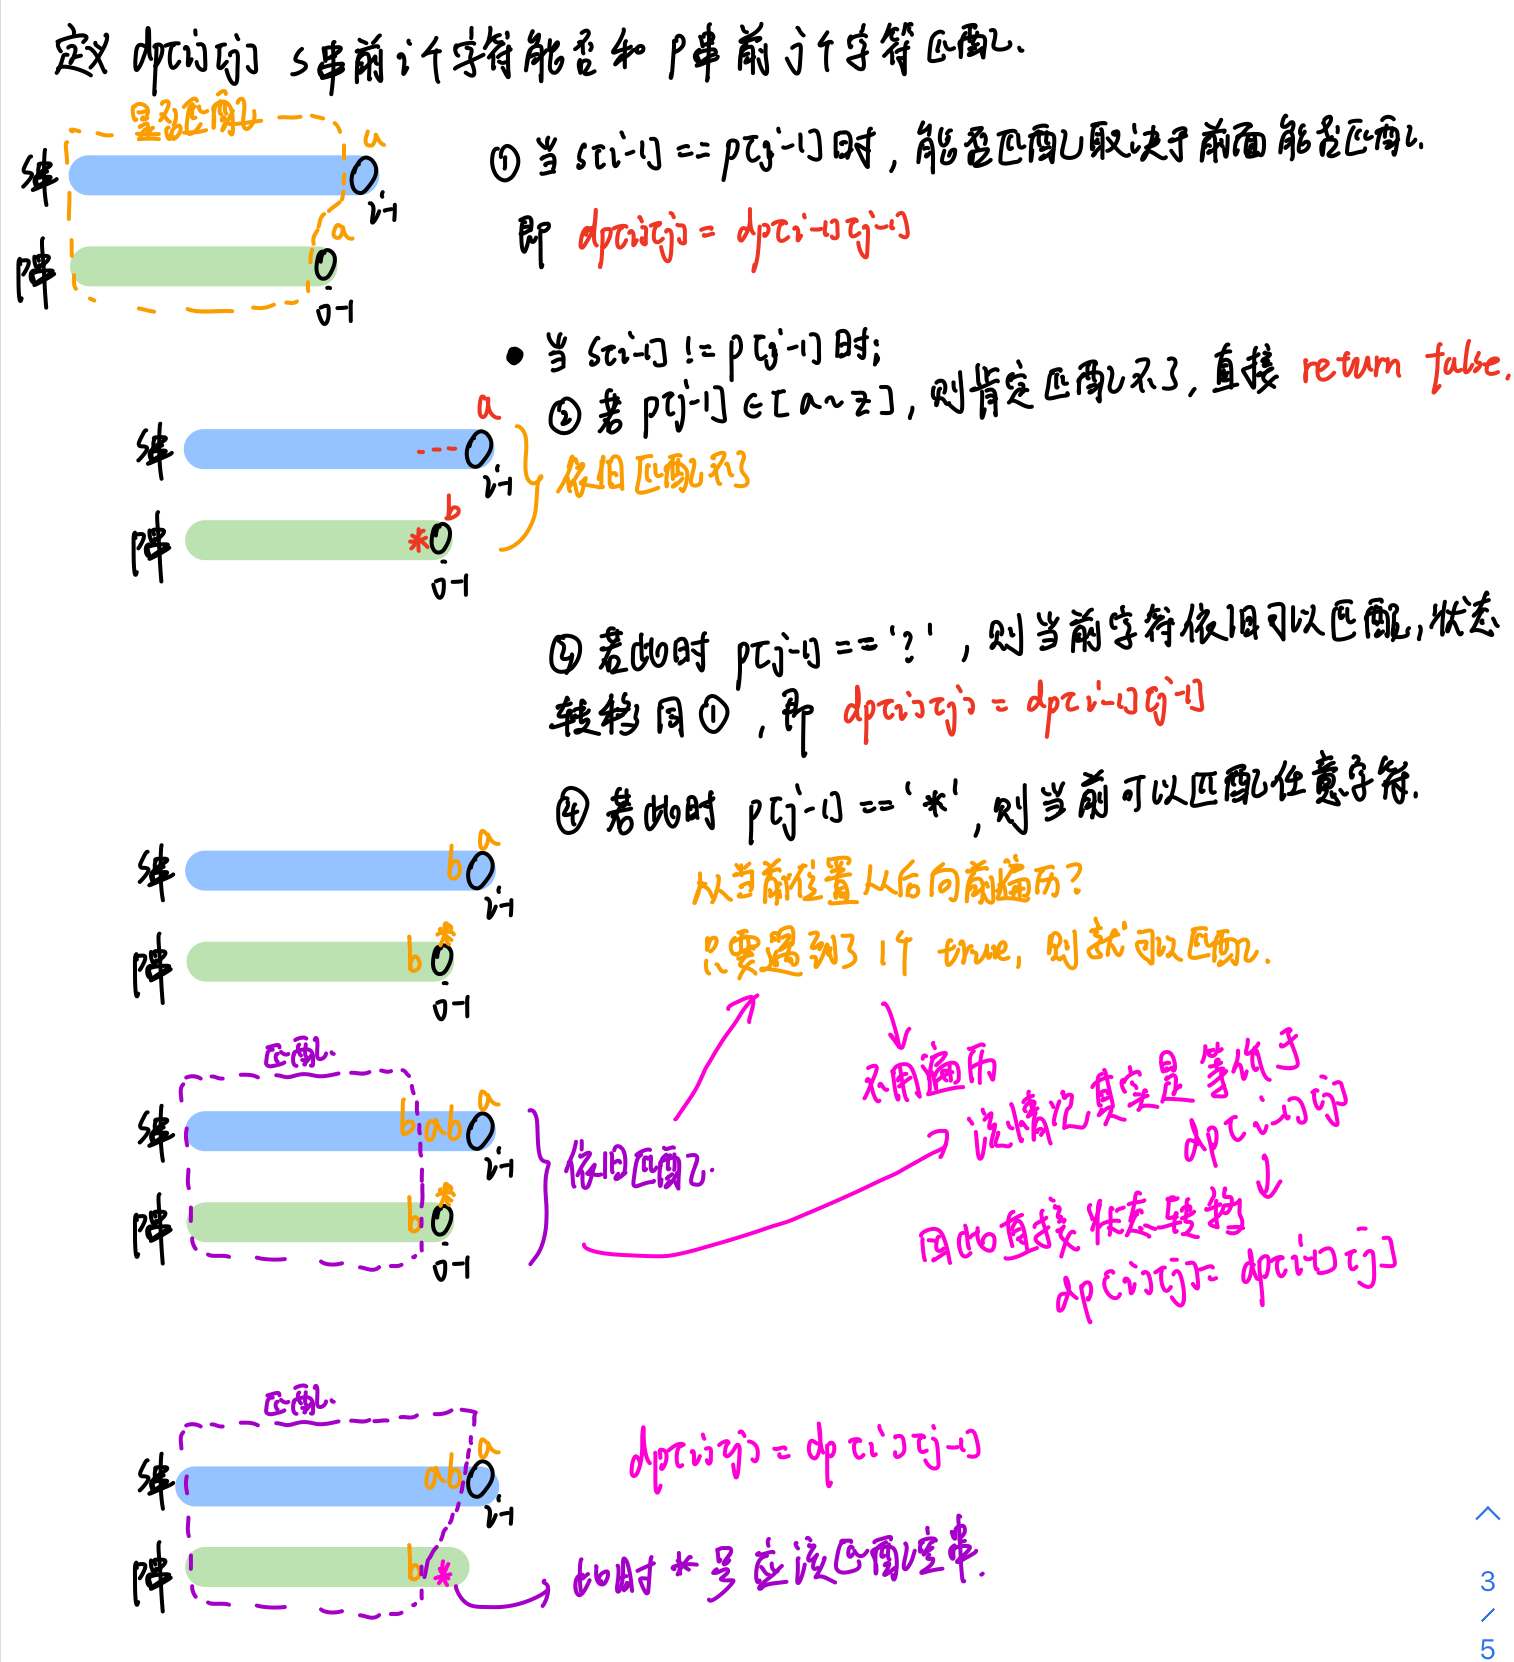 定义 dp[i][j] s串前i个字符能否和 p串前j个字符匹配.
是否匹配
a
s串
i-1
a
p串
j-1
① 当 s[i-1] == p[j-1] 时, 能否匹配取决于前面能否匹配.
即 dp[i][j] = dp[i-1][j-1]
• 当 s[i-1] != p[j-1] 时;
② 若 p[j-1] ∈ [a~z], 则肯定匹配不了, 直接 return false.
a
s串
i-1
b
p串 *
j-1
依旧匹配不了
③ 若此时 p[j-1] == '?', 则当前字符依旧可以匹配, 状态
转移同①, 即 dp[i][j] = dp[i-1][j-1]
④ 若此时 p[j-1] == '*', 则当前可以匹配任意字符.
a
s串 b
i-1
*
p串 b
j-1
从当前位置从后向前遍历?
只要遇到了1个 true, 则就可以匹配.
不用遍历
匹配.
a
s串 b ab
i-1
*
p串 b
j-1
依旧匹配.
该情况其实是等价于
dp[i-1][j]
因此直接状态转移
dp[i][j] = dp[i-1][j]
匹配.
a
s串 ab
i-1
p串 b *
dp[i][j] = dp[i][j-1]
此时 * 号应该匹配空串.
3
/
5